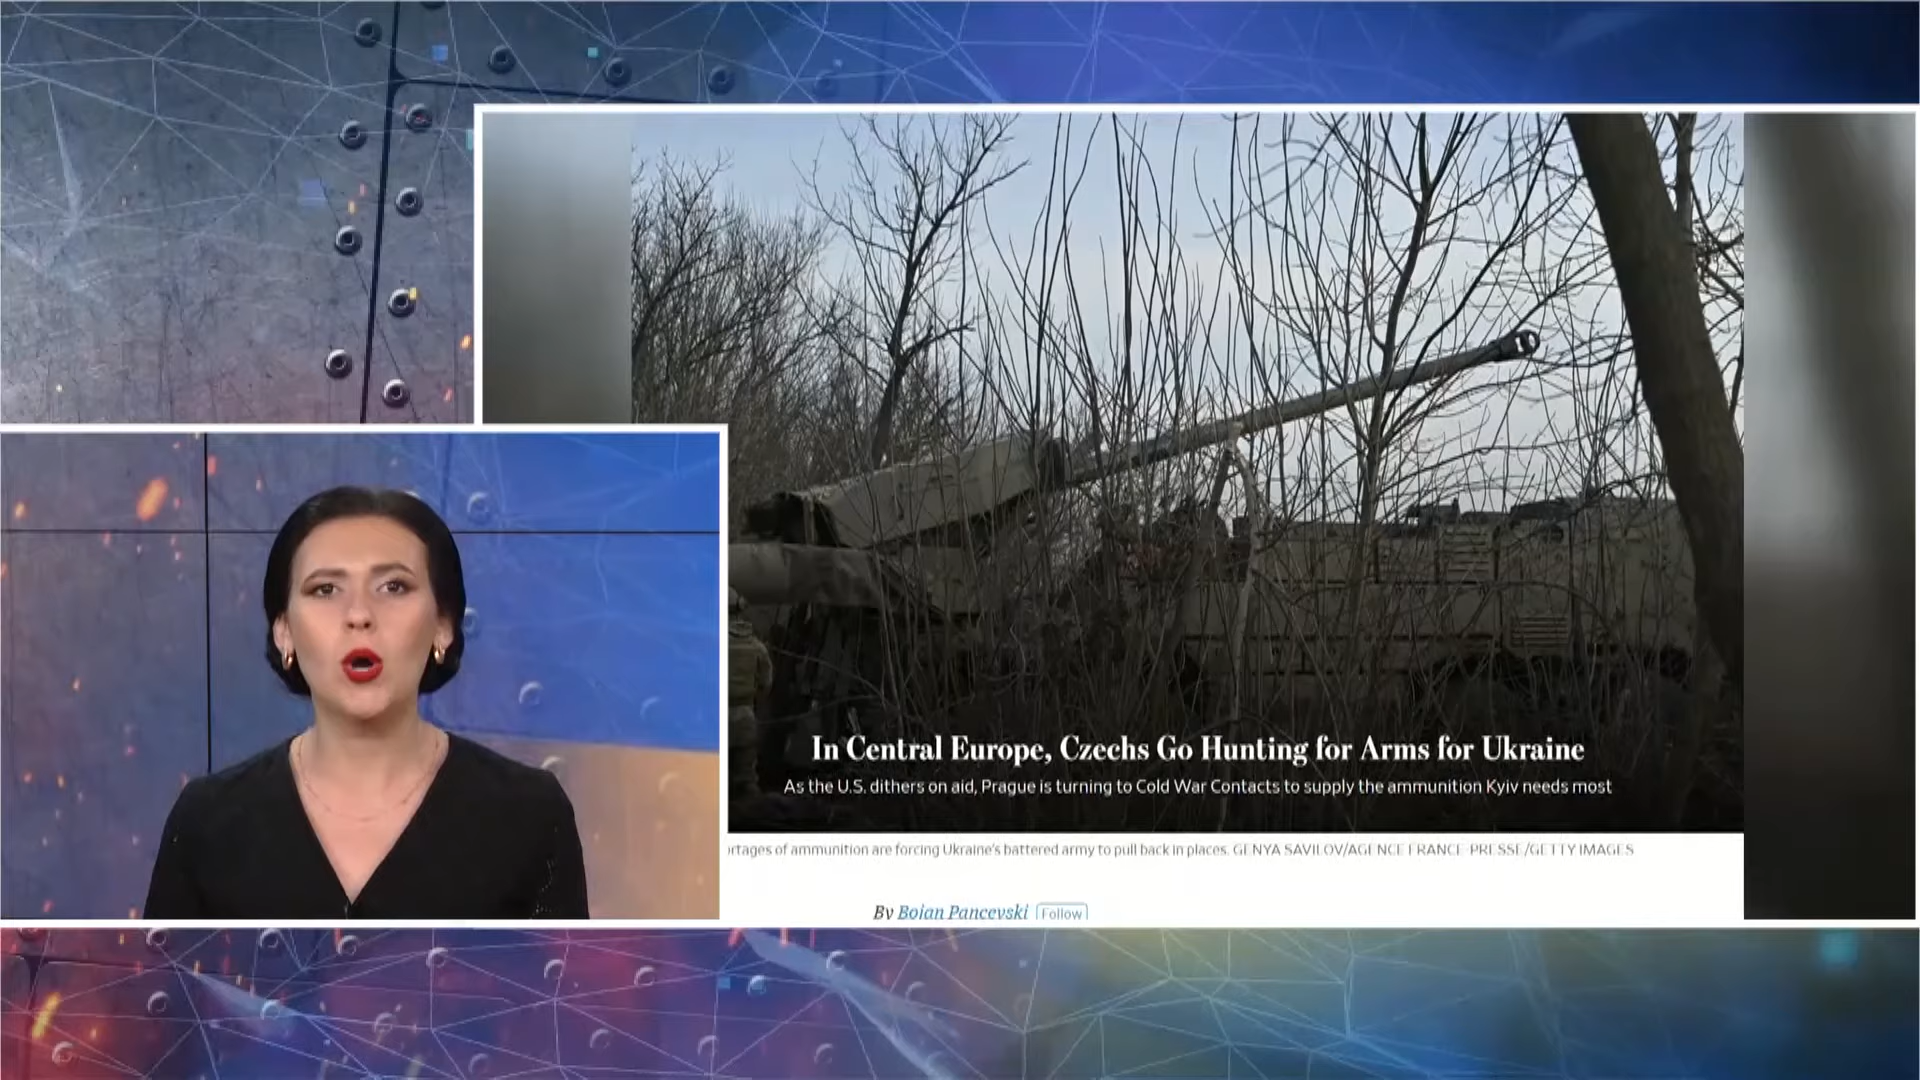 In Central Europe, Czechs Go Hunting for Arms for Ukraine
As the U.S. dithers on aid, Prague is turning to Cold War Contacts to supply the ammunition Kyiv needs most
rtages of ammunition are forcing Ukraine's battered army to pull back in places. GENYA SAVILOV/AGENCE FRANCE-PRESSE/GETTY IMAGES
By Bojan Pancevski Follow